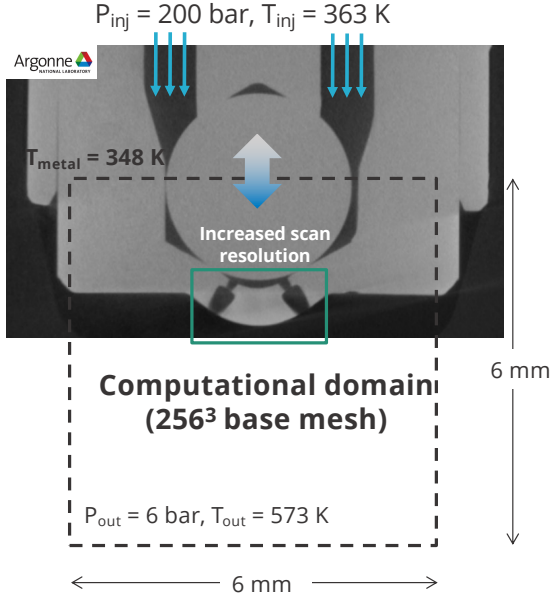 P_inj = 200 bar, T_inj = 363 K
Argonne
NATIONAL LABORATORY
T_metal = 348 K
Increased scan
resolution
6 mm
Computational domain
(256³ base mesh)
P_out = 6 bar, T_out = 573 K
6 mm